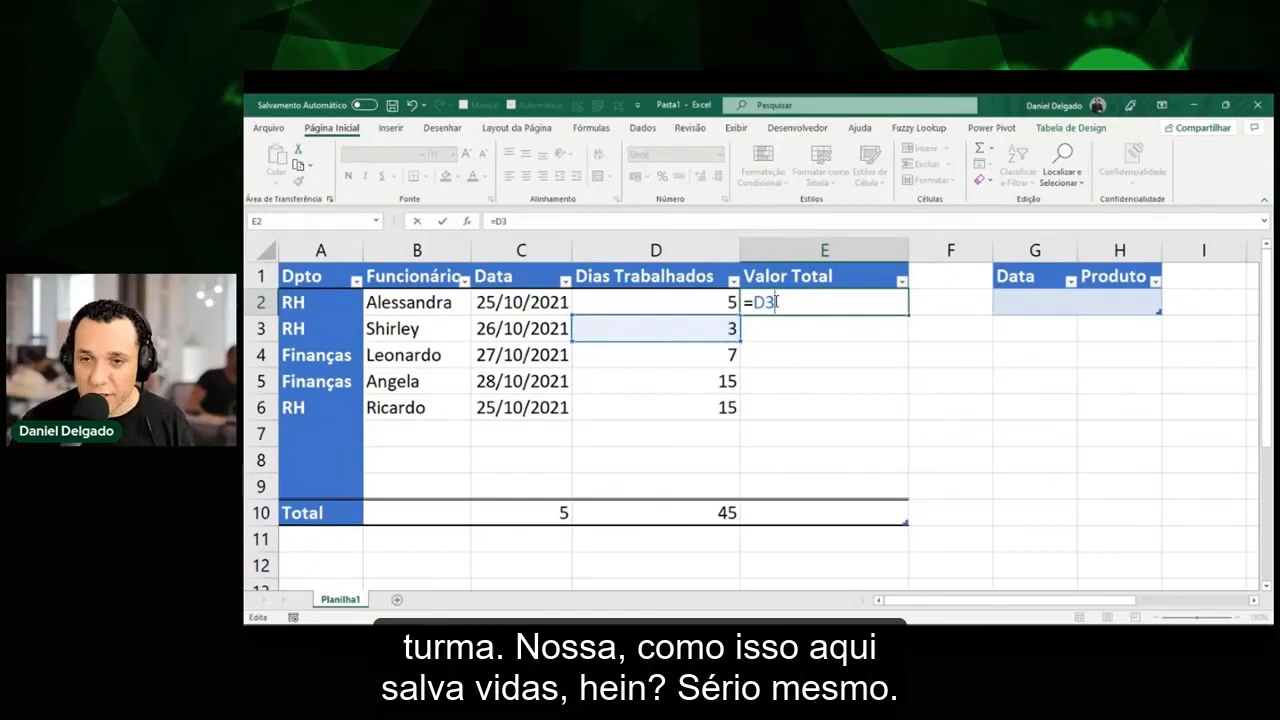 Salvamento Automático
Manual
Automático
Pasta1 - Excel
Pesquisar
Daniel Delgado
Arquivo
Página Inicial
Inserir
Desenhar
Layout da Página
Fórmulas
Dados
Revisão
Exibir
Desenvolvedor
Ajuda
Fuzzy Lookup
Power Pivot
Tabela de Design
Compartilhar
Colar
N I S
Geral
Formatação Condicional
Formatar como Tabela
Estilos de Célula
Inserir
Excluir
Formatar
Classificar e Filtrar
Localizar e Selecionar
Confidencialidade
Área de Transferência
Fonte
Alinhamento
Número
Estilos
Células
Edição
Confidencialidade
E2
fx
=D3
A B C D E F G H I
1 Dpto Funcionário Data Dias Trabalhados Valor Total Data Produto
2 RH Alessandra 25/10/2021 5 =D3
3 RH Shirley 26/10/2021 3
4 Finanças Leonardo 27/10/2021 7
5 Finanças Angela 28/10/2021 15
6 RH Ricardo 25/10/2021 15
7
8
9
10 Total 5 45
11
12
Planilha1
Edita
Daniel Delgado
turma. Nossa, como isso aqui
salva vidas, hein? Sério mesmo.